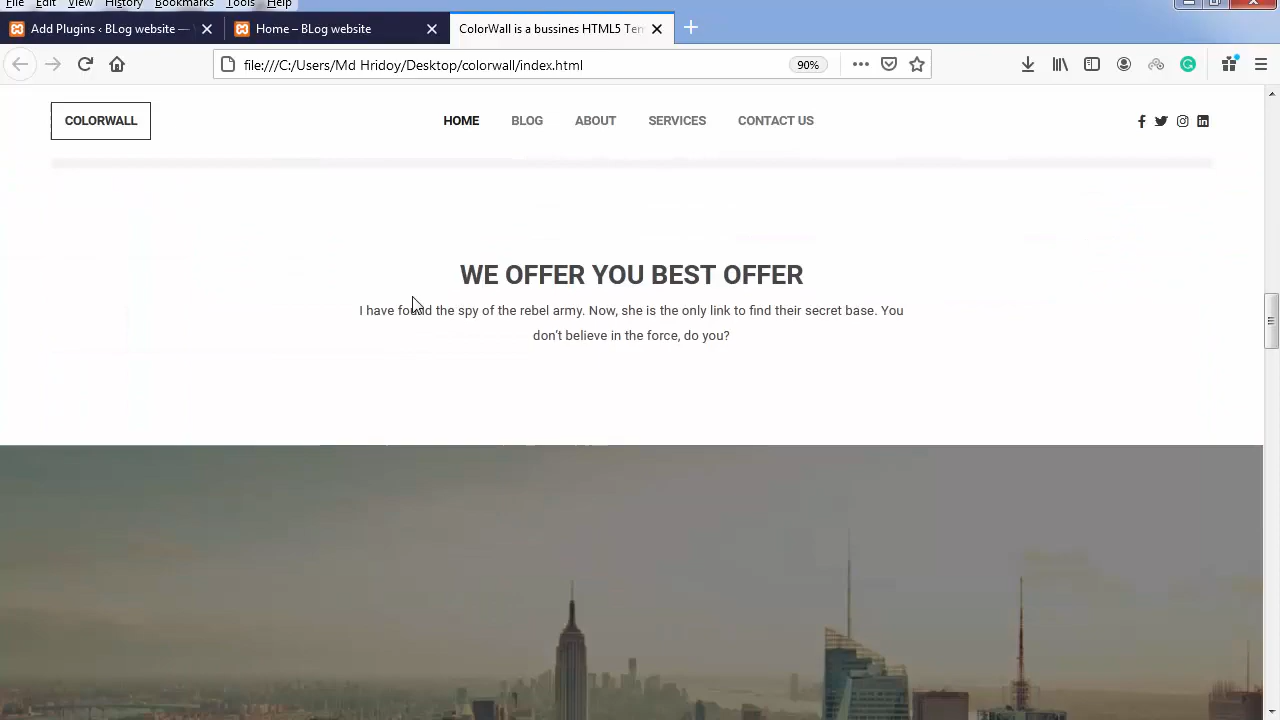 File Edit View History Bookmarks Tools Help
Add Plugins ‹ BLog website — W
Home – BLog website
ColorWall is a bussines HTML5 Tem
file:///C:/Users/Md Hridoy/Desktop/colorwall/index.html
90%
COLORWALL
HOME BLOG ABOUT SERVICES CONTACT US
WE OFFER YOU BEST OFFER
I have found the spy of the rebel army. Now, she is the only link to find their secret base. You
don’t believe in the force, do you?